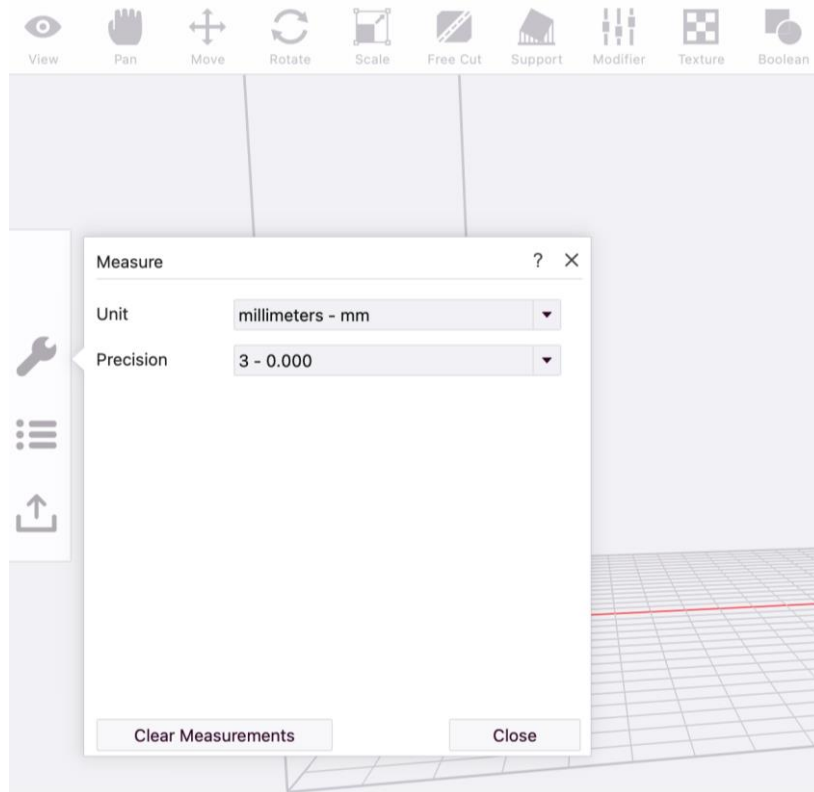 View Pan Move Rotate Scale Free Cut Support Modifier Texture Boolean
Measure ?
Unit millimeters - mm
Precision 3 - 0.000
Clear Measurements Close